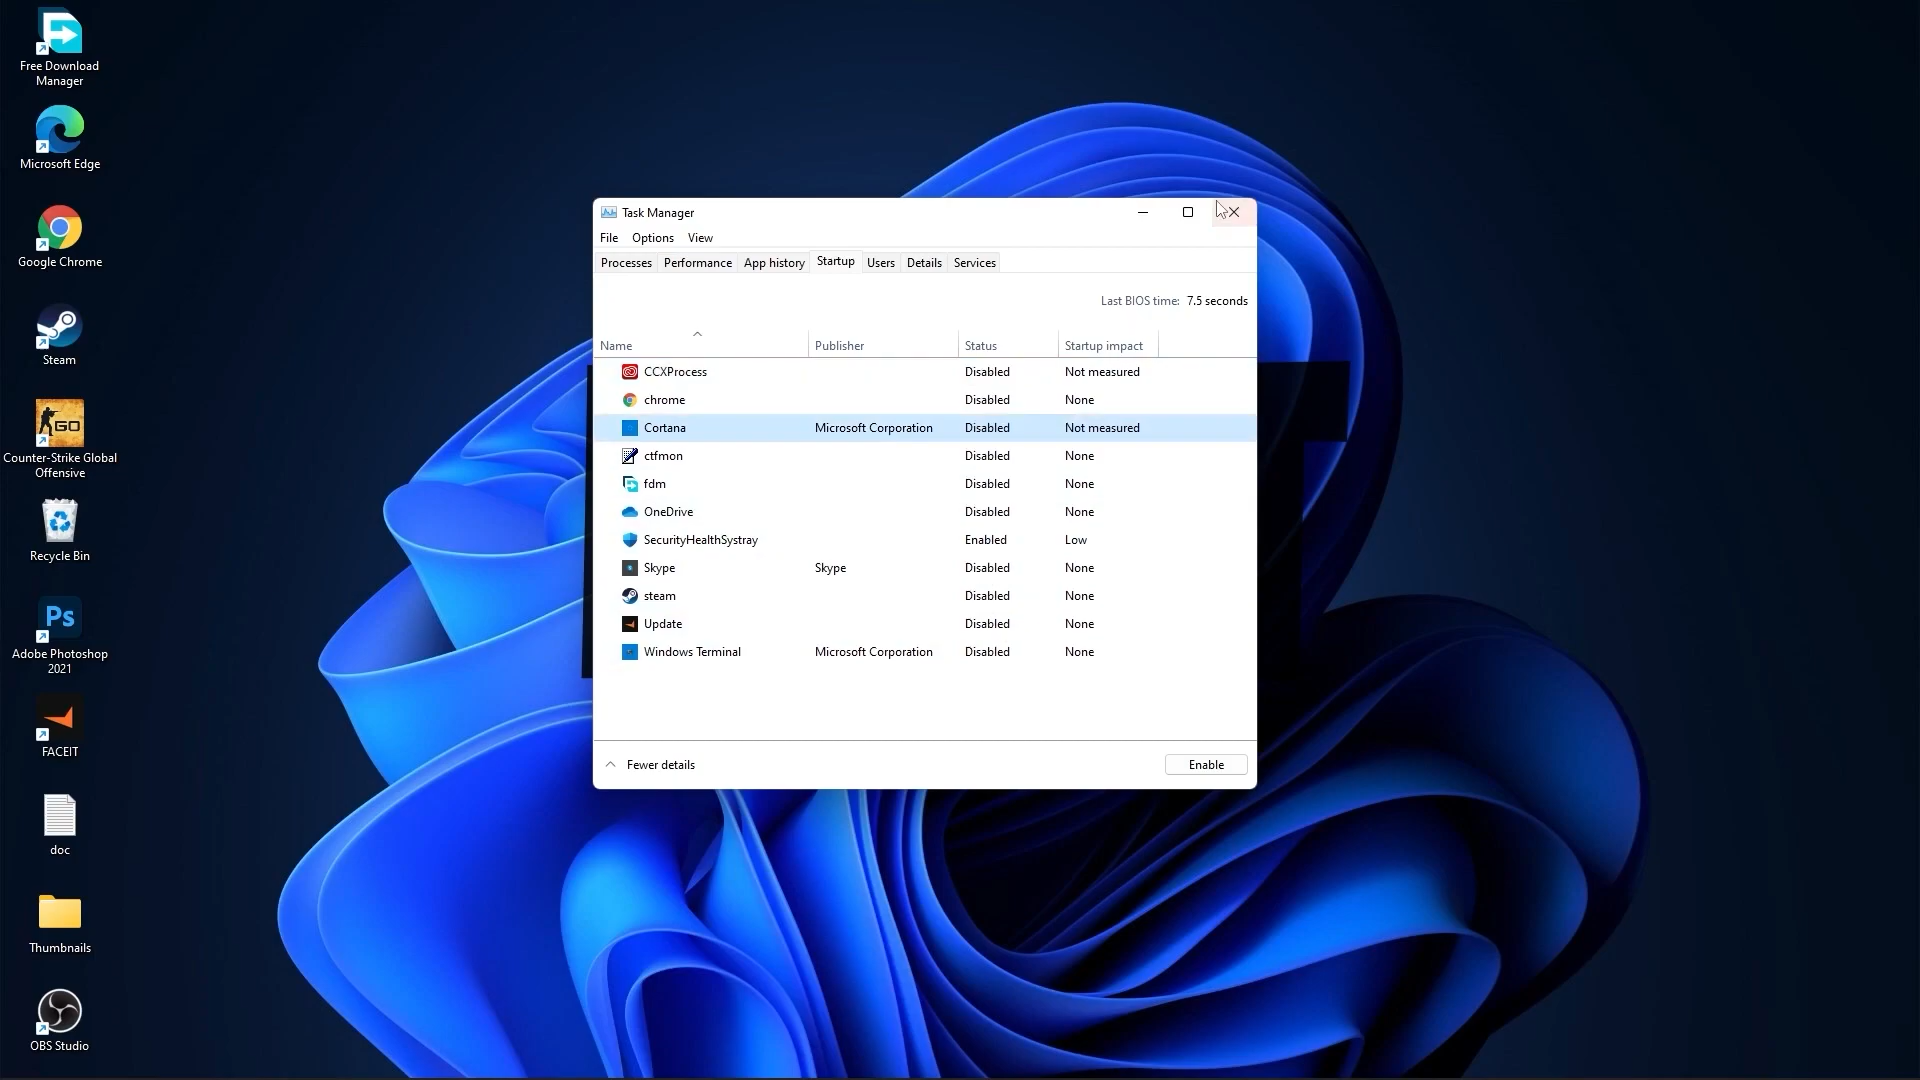 Free Download
Manager
Microsoft Edge
Google Chrome
Steam
GO
Counter-Strike Global
Offensive
Recycle Bin
Ps
Adobe Photoshop
2021
FACEIT
doc
Thumbnails
OBS Studio
Task Manager
File Options View
Processes Performance App history Startup Users Details Services
Last BIOS time: 7.5 seconds
Name Publisher Status Startup impact
CCXProcess Disabled Not measured
chrome Disabled None
Cortana Microsoft Corporation Disabled Not measured
ctfmon Disabled None
fdm Disabled None
OneDrive Disabled None
SecurityHealthSystray Enabled Low
Skype Skype Disabled None
steam Disabled None
Update Disabled None
Windows Terminal Microsoft Corporation Disabled None
Fewer details Enable